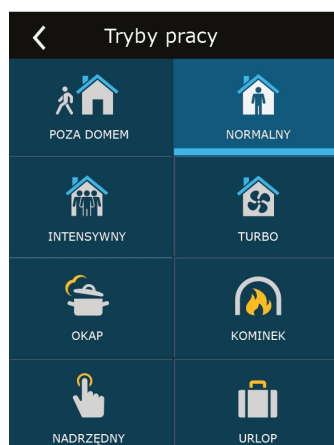 Tryby pracy
POZA DOMEM
NORMALNY
INTENSYWNY
TURBO
OKAP
KOMINEK
NADRZĘDNY
URLOP